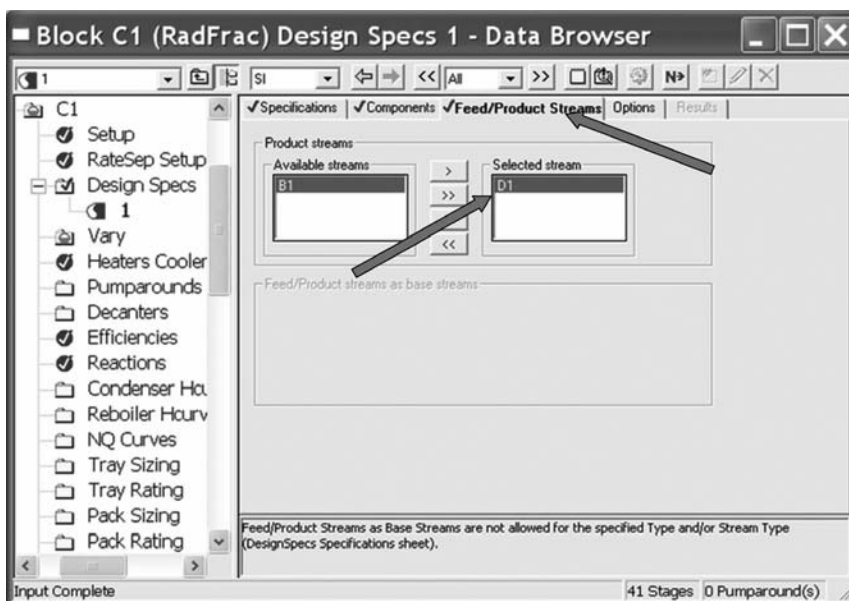 Block C1 (RadFrac) Design Specs 1 - Data Browser
1 SI << All >> N>
C1
Setup
RateSep Setup
Design Specs
1
Vary
Heaters Cooler
Pumparounds
Decanters
Efficiencies
Reactions
Condenser Hcu
Reboiler Hcurv
NQ Curves
Tray Sizing
Tray Rating
Pack Sizing
Pack Rating
Specifications Components Feed/Product Streams Options Results
Product streams
Available streams
B1
>
>>
<<
Selected stream
D1
Feed/Product streams as base streams
Feed/Product Streams as Base Streams are not allowed for the specified Type and/or Stream Type
(DesignSpecs Specifications sheet).
Input Complete 41 Stages 0 Pumparound(s)